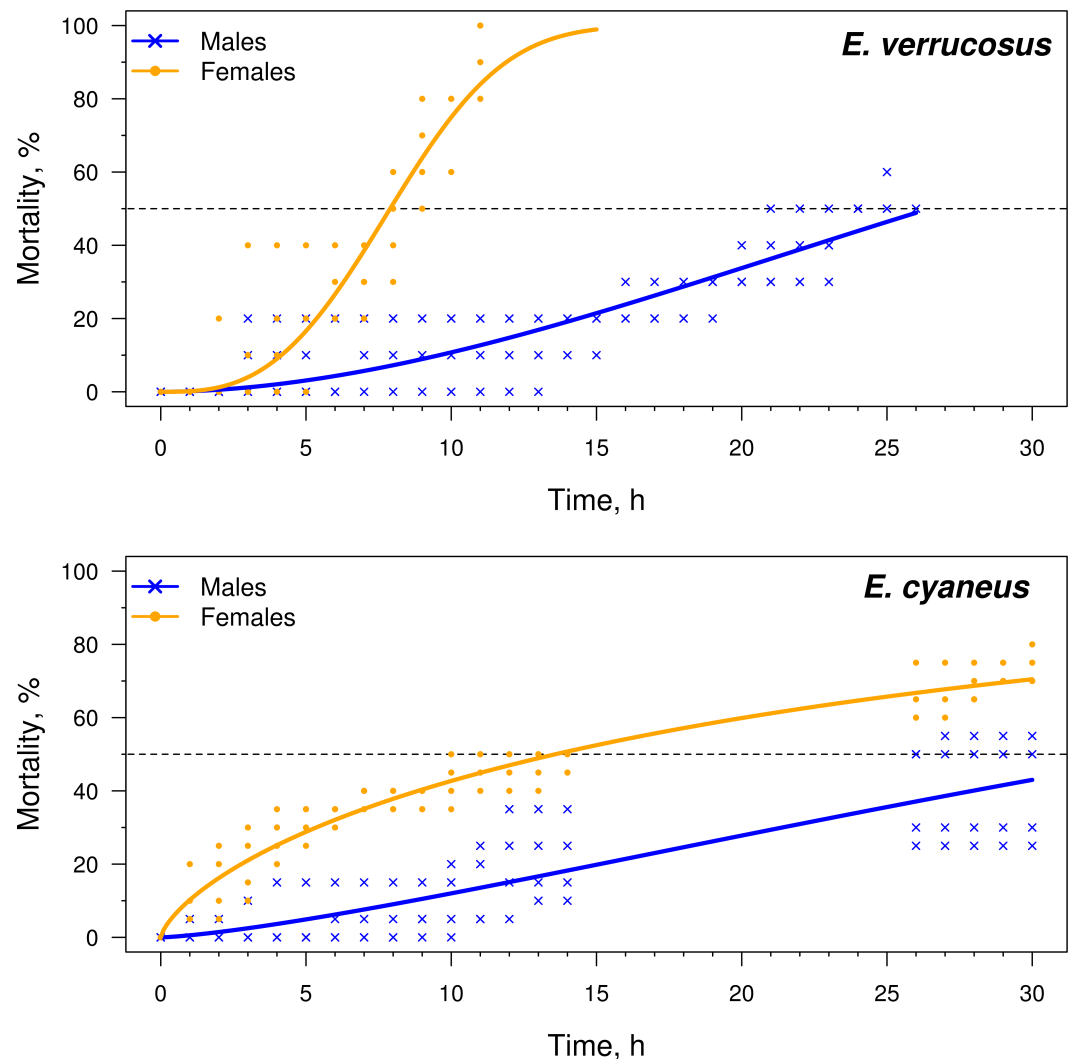 E. verrucosus
Males
Females
Mortality, %
100
80
60
40
20
0
0 5 10 15 20 25 30
Time, h
E. cyaneus
Males
Females
Mortality, %
100
80
60
40
20
0
0 5 10 15 20 25 30
Time, h